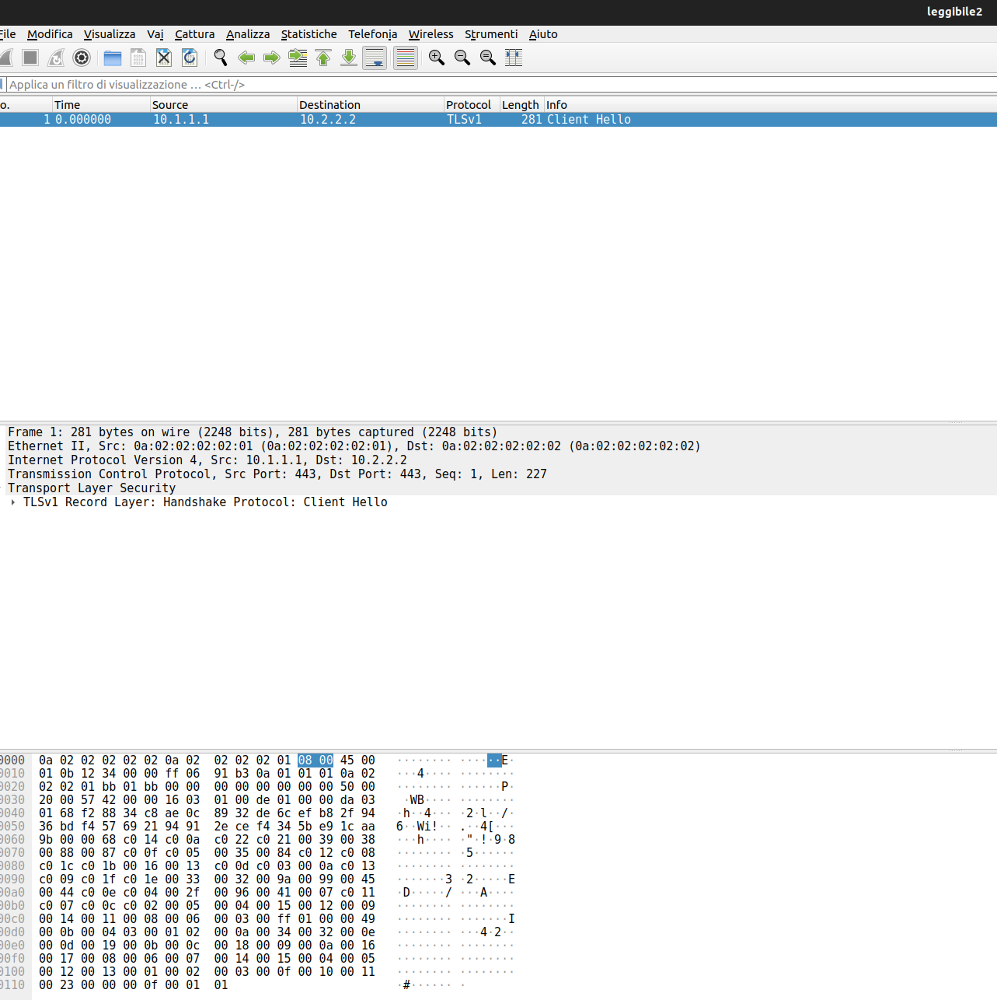 leggibile2
File Modifica Visualizza Vai Cattura Analizza Statistiche Telefonia Wireless Strumenti Aiuto
Applica un filtro di visualizzazione … <Ctrl-/>
o. Time Source Destination Protocol Length Info
1 0.000000 10.1.1.1 10.2.2.2 TLSv1 281 Client Hello
Frame 1: 281 bytes on wire (2248 bits), 281 bytes captured (2248 bits)
Ethernet II, Src: 0a:02:02:02:02:01 (0a:02:02:02:02:01), Dst: 0a:02:02:02:02:02 (0a:02:02:02:02:02)
Internet Protocol Version 4, Src: 10.1.1.1, Dst: 10.2.2.2
Transmission Control Protocol, Src Port: 443, Dst Port: 443, Seq: 1, Len: 227
Transport Layer Security
TLSv1 Record Layer: Handshake Protocol: Client Hello
0000 0a 02 02 02 02 02 0a 02 02 02 02 01 08 00 45 00 ········ ······E·
0010 01 0b 12 34 00 00 ff 06 91 b3 0a 01 01 01 0a 02 ···4···· ········
0020 02 02 01 bb 01 bb 00 00 00 00 00 00 00 00 50 00 ········ ······P·
0030 20 00 57 42 00 00 16 03 01 00 de 01 00 00 da 03 ·WB···· ········
0040 01 68 f2 88 34 c8 ae 0c 89 32 de 6c ef b8 2f 94 ·h··4··· ·2·l··/·
0050 36 bd f4 57 69 21 94 91 2e ce f4 34 5b e9 1c aa 6··Wi!·· .··4[···
0060 9b 00 00 68 c0 14 c0 0a c0 22 c0 21 00 39 00 38 ···h···· ·"·!·9·8
0070 00 88 00 87 c0 0f c0 05 00 35 00 84 c0 12 c0 08 ········ ·5······
0080 c0 1c c0 1b 00 16 00 13 c0 0d c0 03 00 0a c0 13 ········ ········
0090 c0 09 c0 1f c0 1e 00 33 00 32 00 9a 00 99 00 45 ·······3 ·2·····E
00a0 00 44 c0 0e c0 04 00 2f 00 96 00 41 00 07 c0 11 ·D·····/ ···A····
00b0 c0 07 c0 0c c0 02 00 05 00 04 00 15 00 12 00 09 ········ ········
00c0 00 14 00 11 00 08 00 06 00 03 00 ff 01 00 00 49 ········ ·······I
00d0 00 0b 00 04 03 00 01 02 00 0a 00 34 00 32 00 0e ········ ···4·2··
00e0 00 0d 00 19 00 0b 00 0c 00 18 00 09 00 0a 00 16 ········ ········
00f0 00 17 00 08 00 06 00 07 00 14 00 15 00 04 00 05 ········ ········
0100 00 12 00 13 00 01 00 02 00 03 00 0f 00 10 00 11 ········ ········
0110 00 23 00 00 00 0f 00 01 01 ·#······ ·